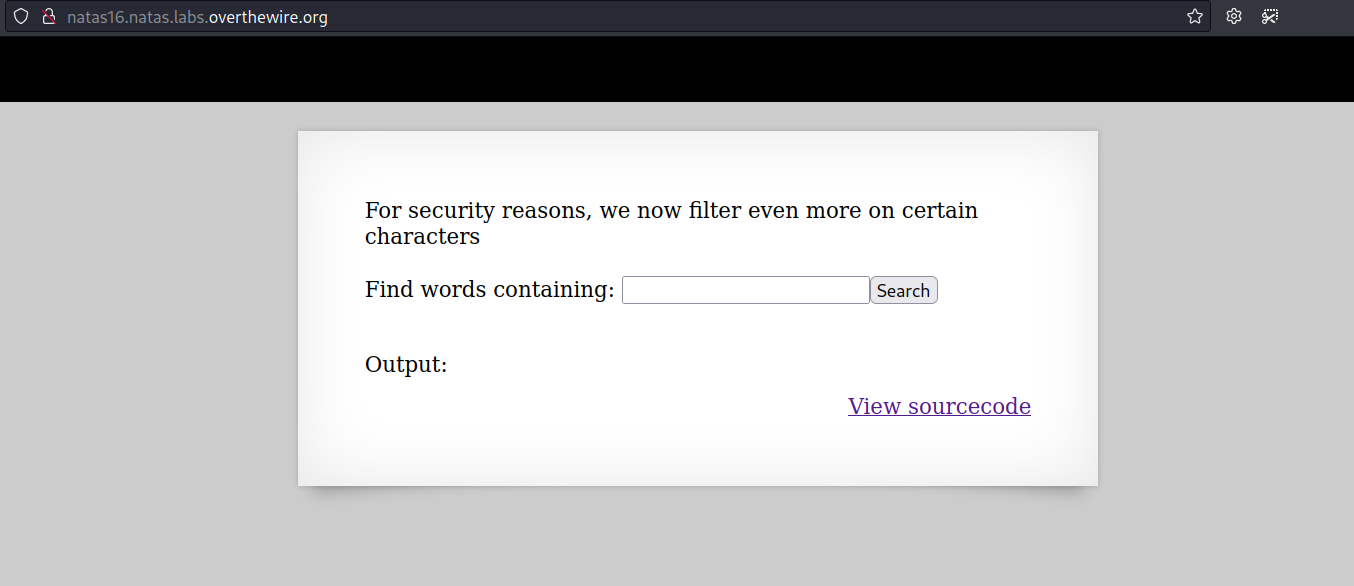 natas16.natas.labs.overthewire.org
For security reasons, we now filter even more on certain
characters
Find words containing: Search
Output:
View sourcecode